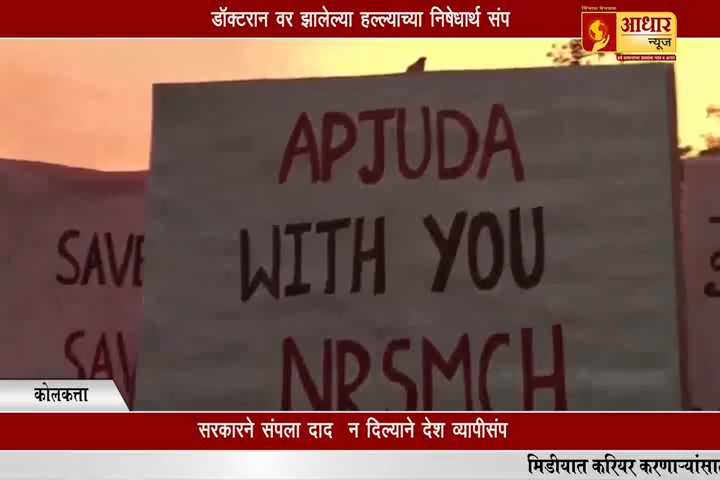 डॉक्टरान वर झालेल्या हल्ल्याच्या निषेधार्थ संप
आधार
न्यूज
APJUDA
WITH YOU
NRSMCH
SAVE
SAV
कोलकत्ता
सरकारने संपला दाद न दिल्याने देश व्यापीसंप
मिडीयात करियर करणाऱ्यांसा